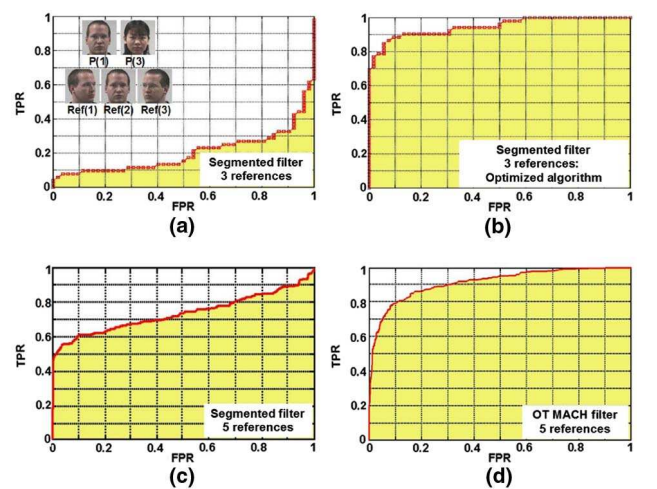 1
0.8
0.6
0.4
0.2
0
TPR
P(1) P(3)
Ref(1) Ref(2) Ref(3)
Segmented filter
3 references
0 0.2 0.4 0.6 0.8 1
FPR
(a)
1
0.8
0.6
0.4
0.2
0
TPR
Segmented filter
3 references:
Optimized algorithm
0 0.2 0.4 0.6 0.8 1
FPR
(b)
1
0.8
0.6
0.4
0.2
0
TPR
Segmented filter
5 references
0 0.2 0.4 0.6 0.8 1
FPR
(c)
1
0.8
0.6
0.4
0.2
0
TPR
OT MACH filter
5 references
0 0.2 0.4 0.6 0.8 1
FPR
(d)